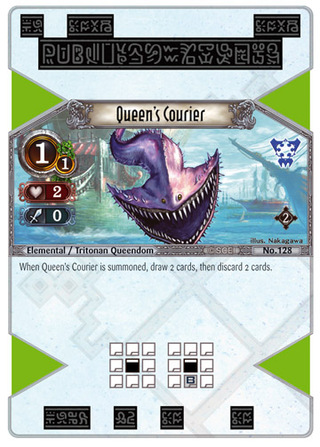 Queen's Courier
1
1
2
0
2
illus. Nakagawa
Elemental / Tritonan Queendom
SOE
No.128
When Queen's Courier is summoned, draw 2 cards, then discard 2 cards.
B